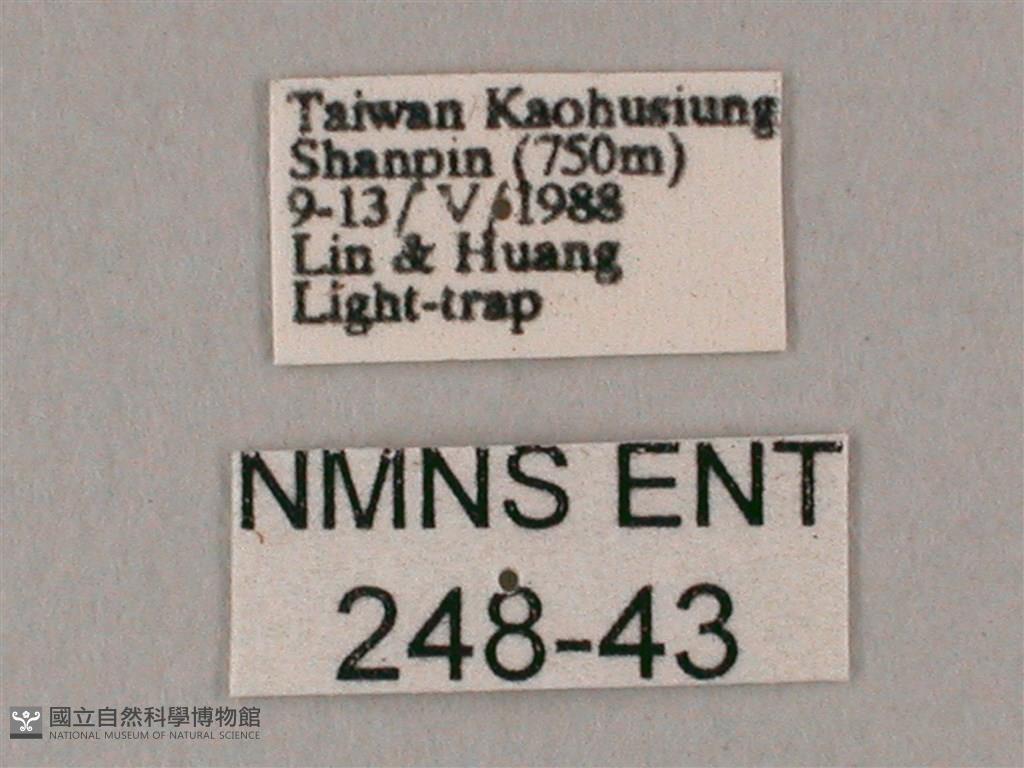 Taiwan Kaohusiung
Shanpin (750m)
9-13/ V/1988
Lin & Huang
Light-trap
NMNS ENT
248-43
國立自然科學博物館
NATIONAL MUSEUM OF NATURAL SCIENCE